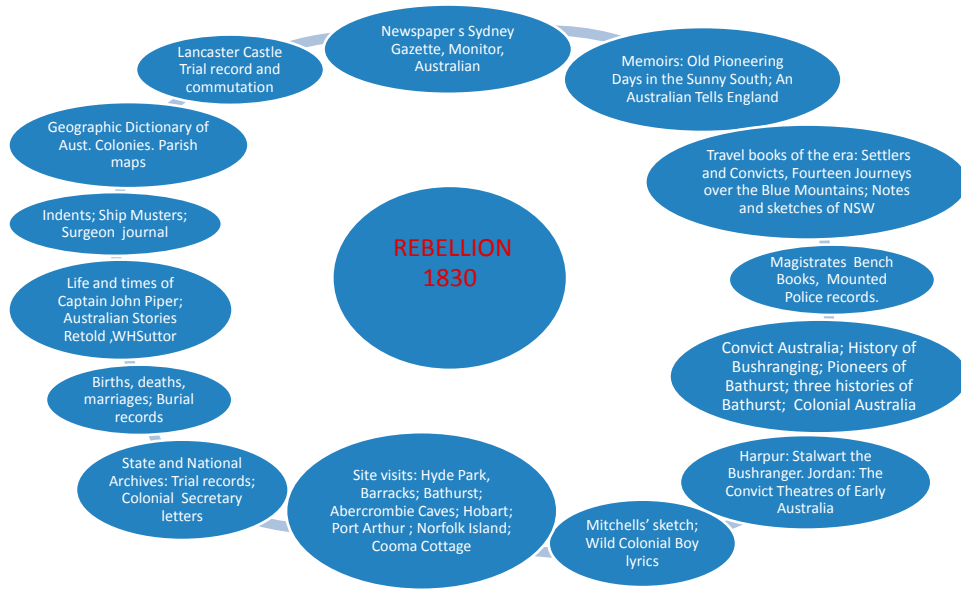 Newspaper s Sydney
Gazette, Monitor,
Australian
Memoirs: Old Pioneering
Days in the Sunny South; An
Australian Tells England
Travel books of the era: Settlers
and Convicts, Fourteen Journeys
over the Blue Mountains; Notes
and sketches of NSW
Magistrates Bench
Books, Mounted
Police records.
Convict Australia; History of
Bushranging; Pioneers of
Bathurst; three histories of
Bathurst; Colonial Australia
Harpur: Stalwart the
Bushranger. Jordan: The
Convict Theatres of Early
Australia
Mitchells’ sketch;
Wild Colonial Boy
lyrics
Site visits: Hyde Park,
Barracks; Bathurst;
Abercrombie Caves; Hobart;
Port Arthur ; Norfolk Island;
Cooma Cottage
State and National
Archives: Trial records;
Colonial Secretary
letters
Births, deaths,
marriages; Burial
records
Life and times of
Captain John Piper;
Australian Stories
Retold ,WHSuttor
Indents; Ship Musters;
Surgeon journal
Geographic Dictionary of
Aust. Colonies. Parish
maps
Lancaster Castle
Trial record and
commutation
REBELLION
1830